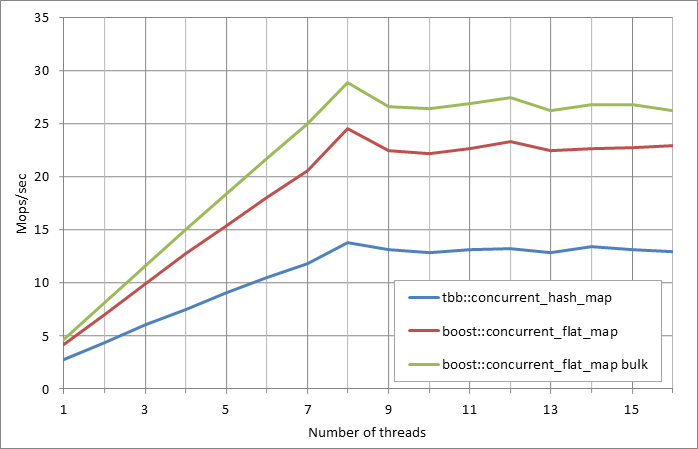 35
30
25
20
15
10
5
0
Mops/sec
tbb::concurrent_hash_map
boost::concurrent_flat_map
boost::concurrent_flat_map bulk
1 3 5 7 9 11 13 15
Number of threads